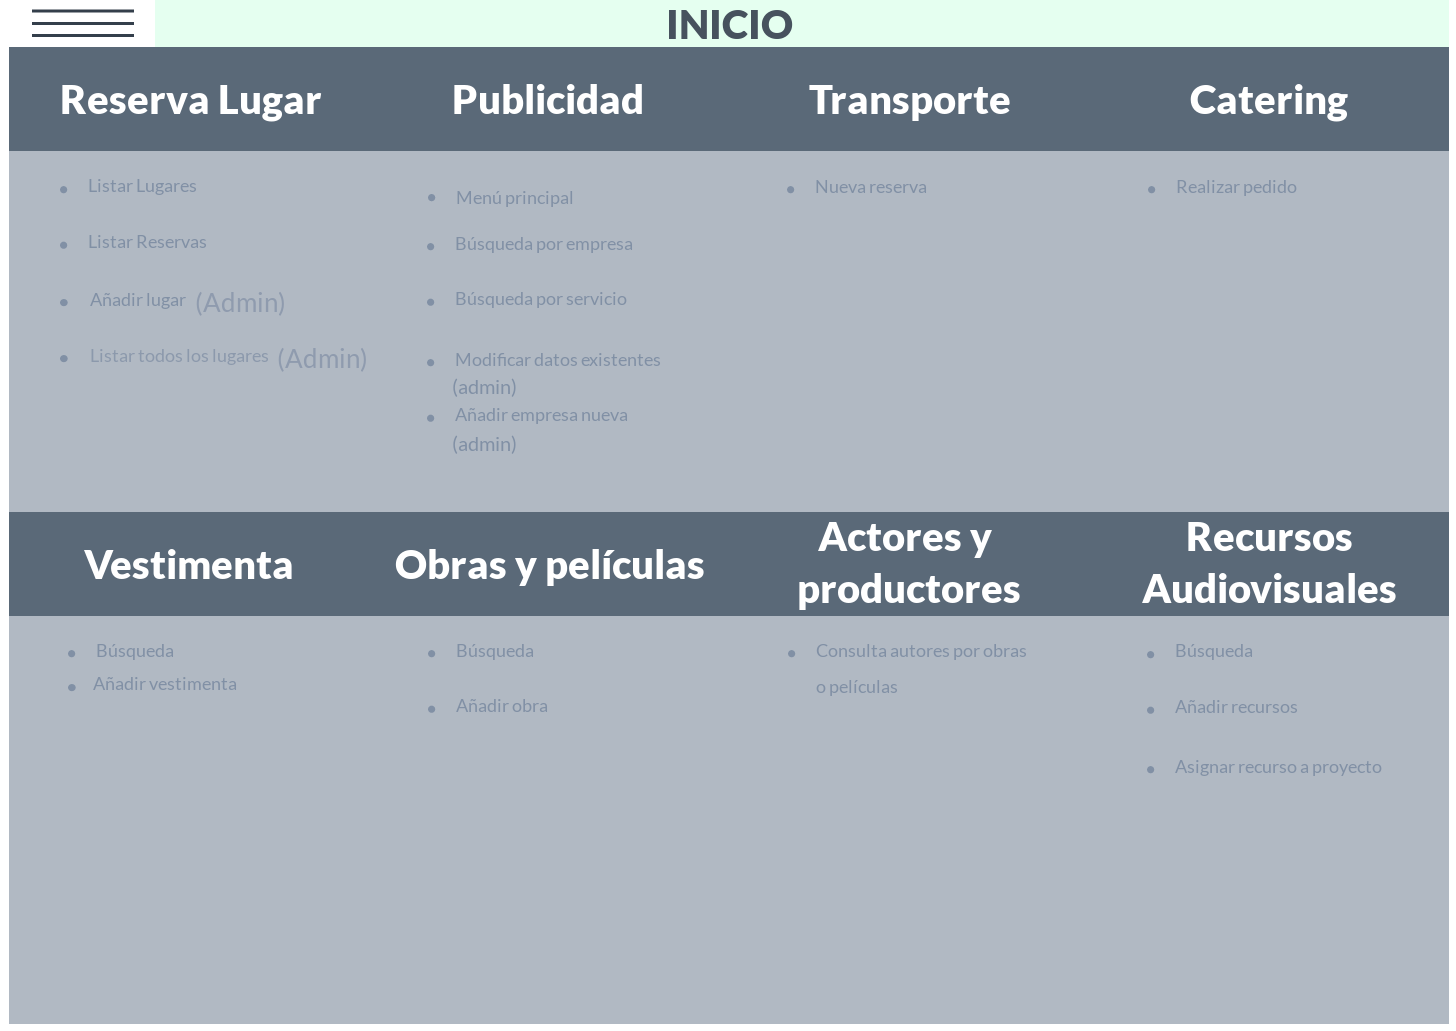 INICIO
Reserva Lugar
Publicidad
Transporte
Catering
Listar Lugares
Listar Reservas
Añadir lugar (Admin)
Listar todos los lugares (Admin)
Menú principal
Búsqueda por empresa
Búsqueda por servicio
Modificar datos existentes
(admin)
Añadir empresa nueva
(admin)
Nueva reserva
Realizar pedido
Vestimenta
Obras y películas
Actores y
productores
Recursos
Audiovisuales
Búsqueda
Añadir vestimenta
Búsqueda
Añadir obra
Consulta autores por obras
o películas
Búsqueda
Añadir recursos
Asignar recurso a proyecto